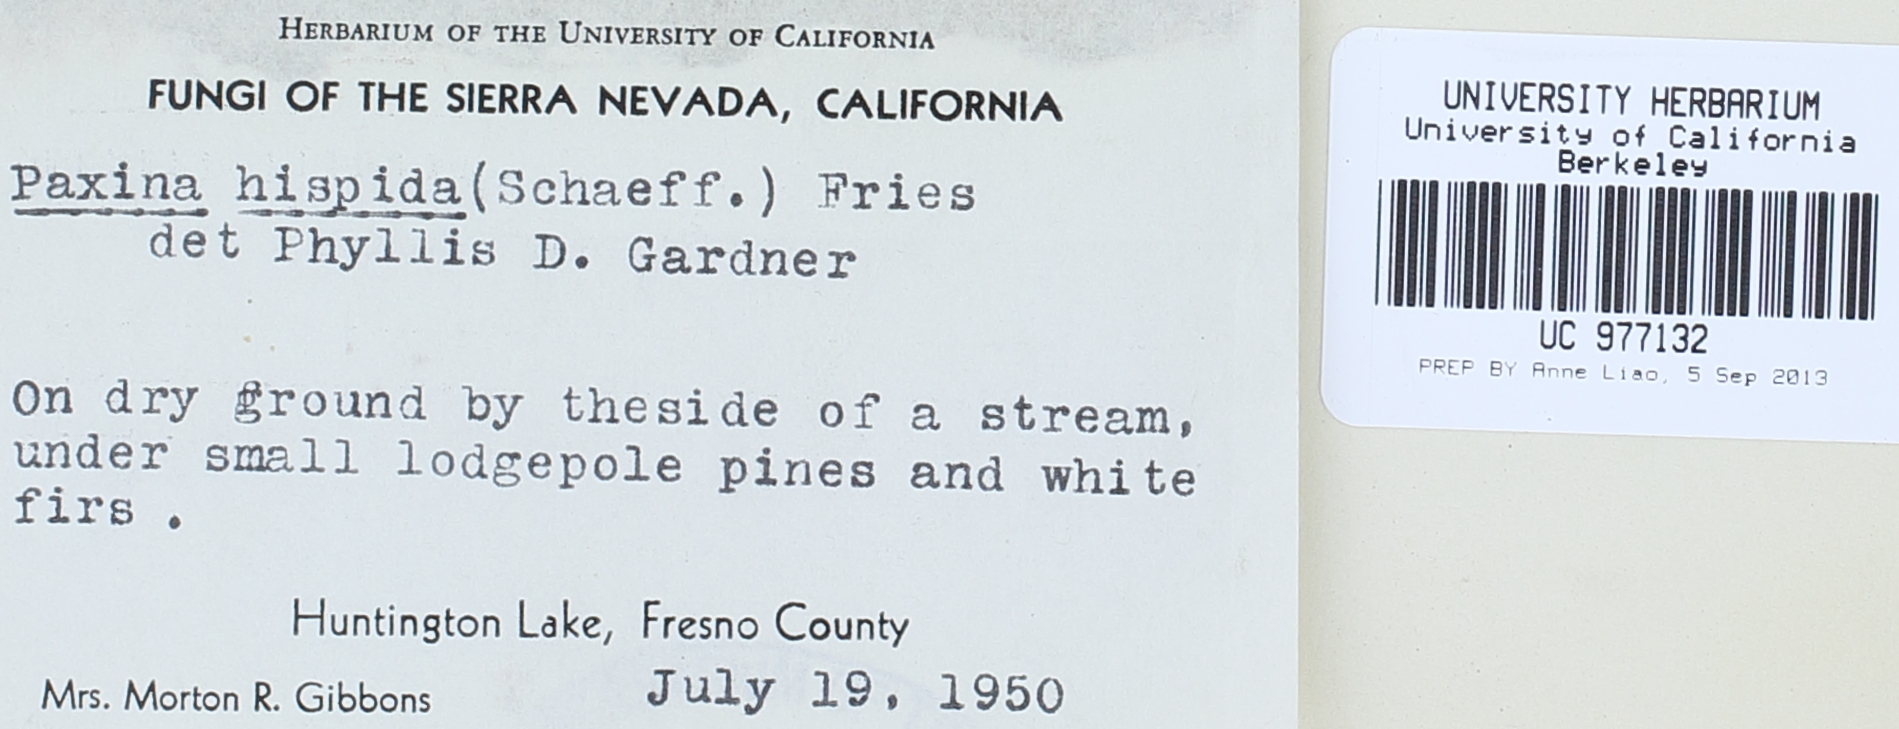 HERBARIUM OF THE UNIVERSITY OF CALIFORNIA
FUNGI OF THE SIERRA NEVADA, CALIFORNIA
Paxina hispida(Schaeff.) Fries
det Phyllis D. Gardner
On dry ground by theside of a stream,
under small lodgepole pines and white
firs .
Huntington Lake, Fresno County
Mrs. Morton R. Gibbons July 19, 1950
UNIVERSITY HERBARIUM
University of California
Berkeley
UC 977132
PREP BY Anne Liao, 5 Sep 2013